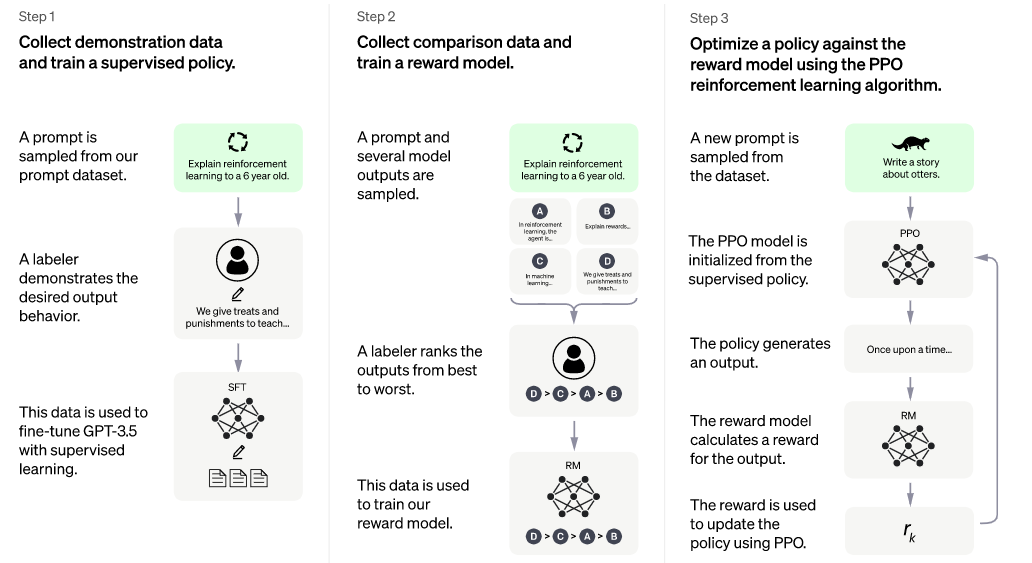 Step 1
Collect demonstration data
and train a supervised policy.
A prompt is
sampled from our
prompt dataset.
Explain reinforcement
learning to a 6 year old.
A labeler
demonstrates the
desired output
behavior.
We give treats and
punishments to teach...
This data is used to
fine-tune GPT-3.5
with supervised
learning.
SFT
Step 2
Collect comparison data and
train a reward model.
A prompt and
several model
outputs are
sampled.
Explain reinforcement
learning to a 6 year old.
A
In reinforcement
learning, the
agent is...
B
Explain rewards...
C
In machine
learning...
D
We give treats and
punishments to
teach...
A labeler ranks the
outputs from best
to worst.
D > C > A > B
This data is used
to train our
reward model.
RM
D > C > A > B
Step 3
Optimize a policy against the
reward model using the PPO
reinforcement learning algorithm.
A new prompt is
sampled from
the dataset.
Write a story
about otters.
The PPO model is
initialized from the
supervised policy.
PPO
The policy generates
an output.
Once upon a time...
The reward model
calculates a reward
for the output.
RM
The reward is used
to update the
policy using PPO.
rk